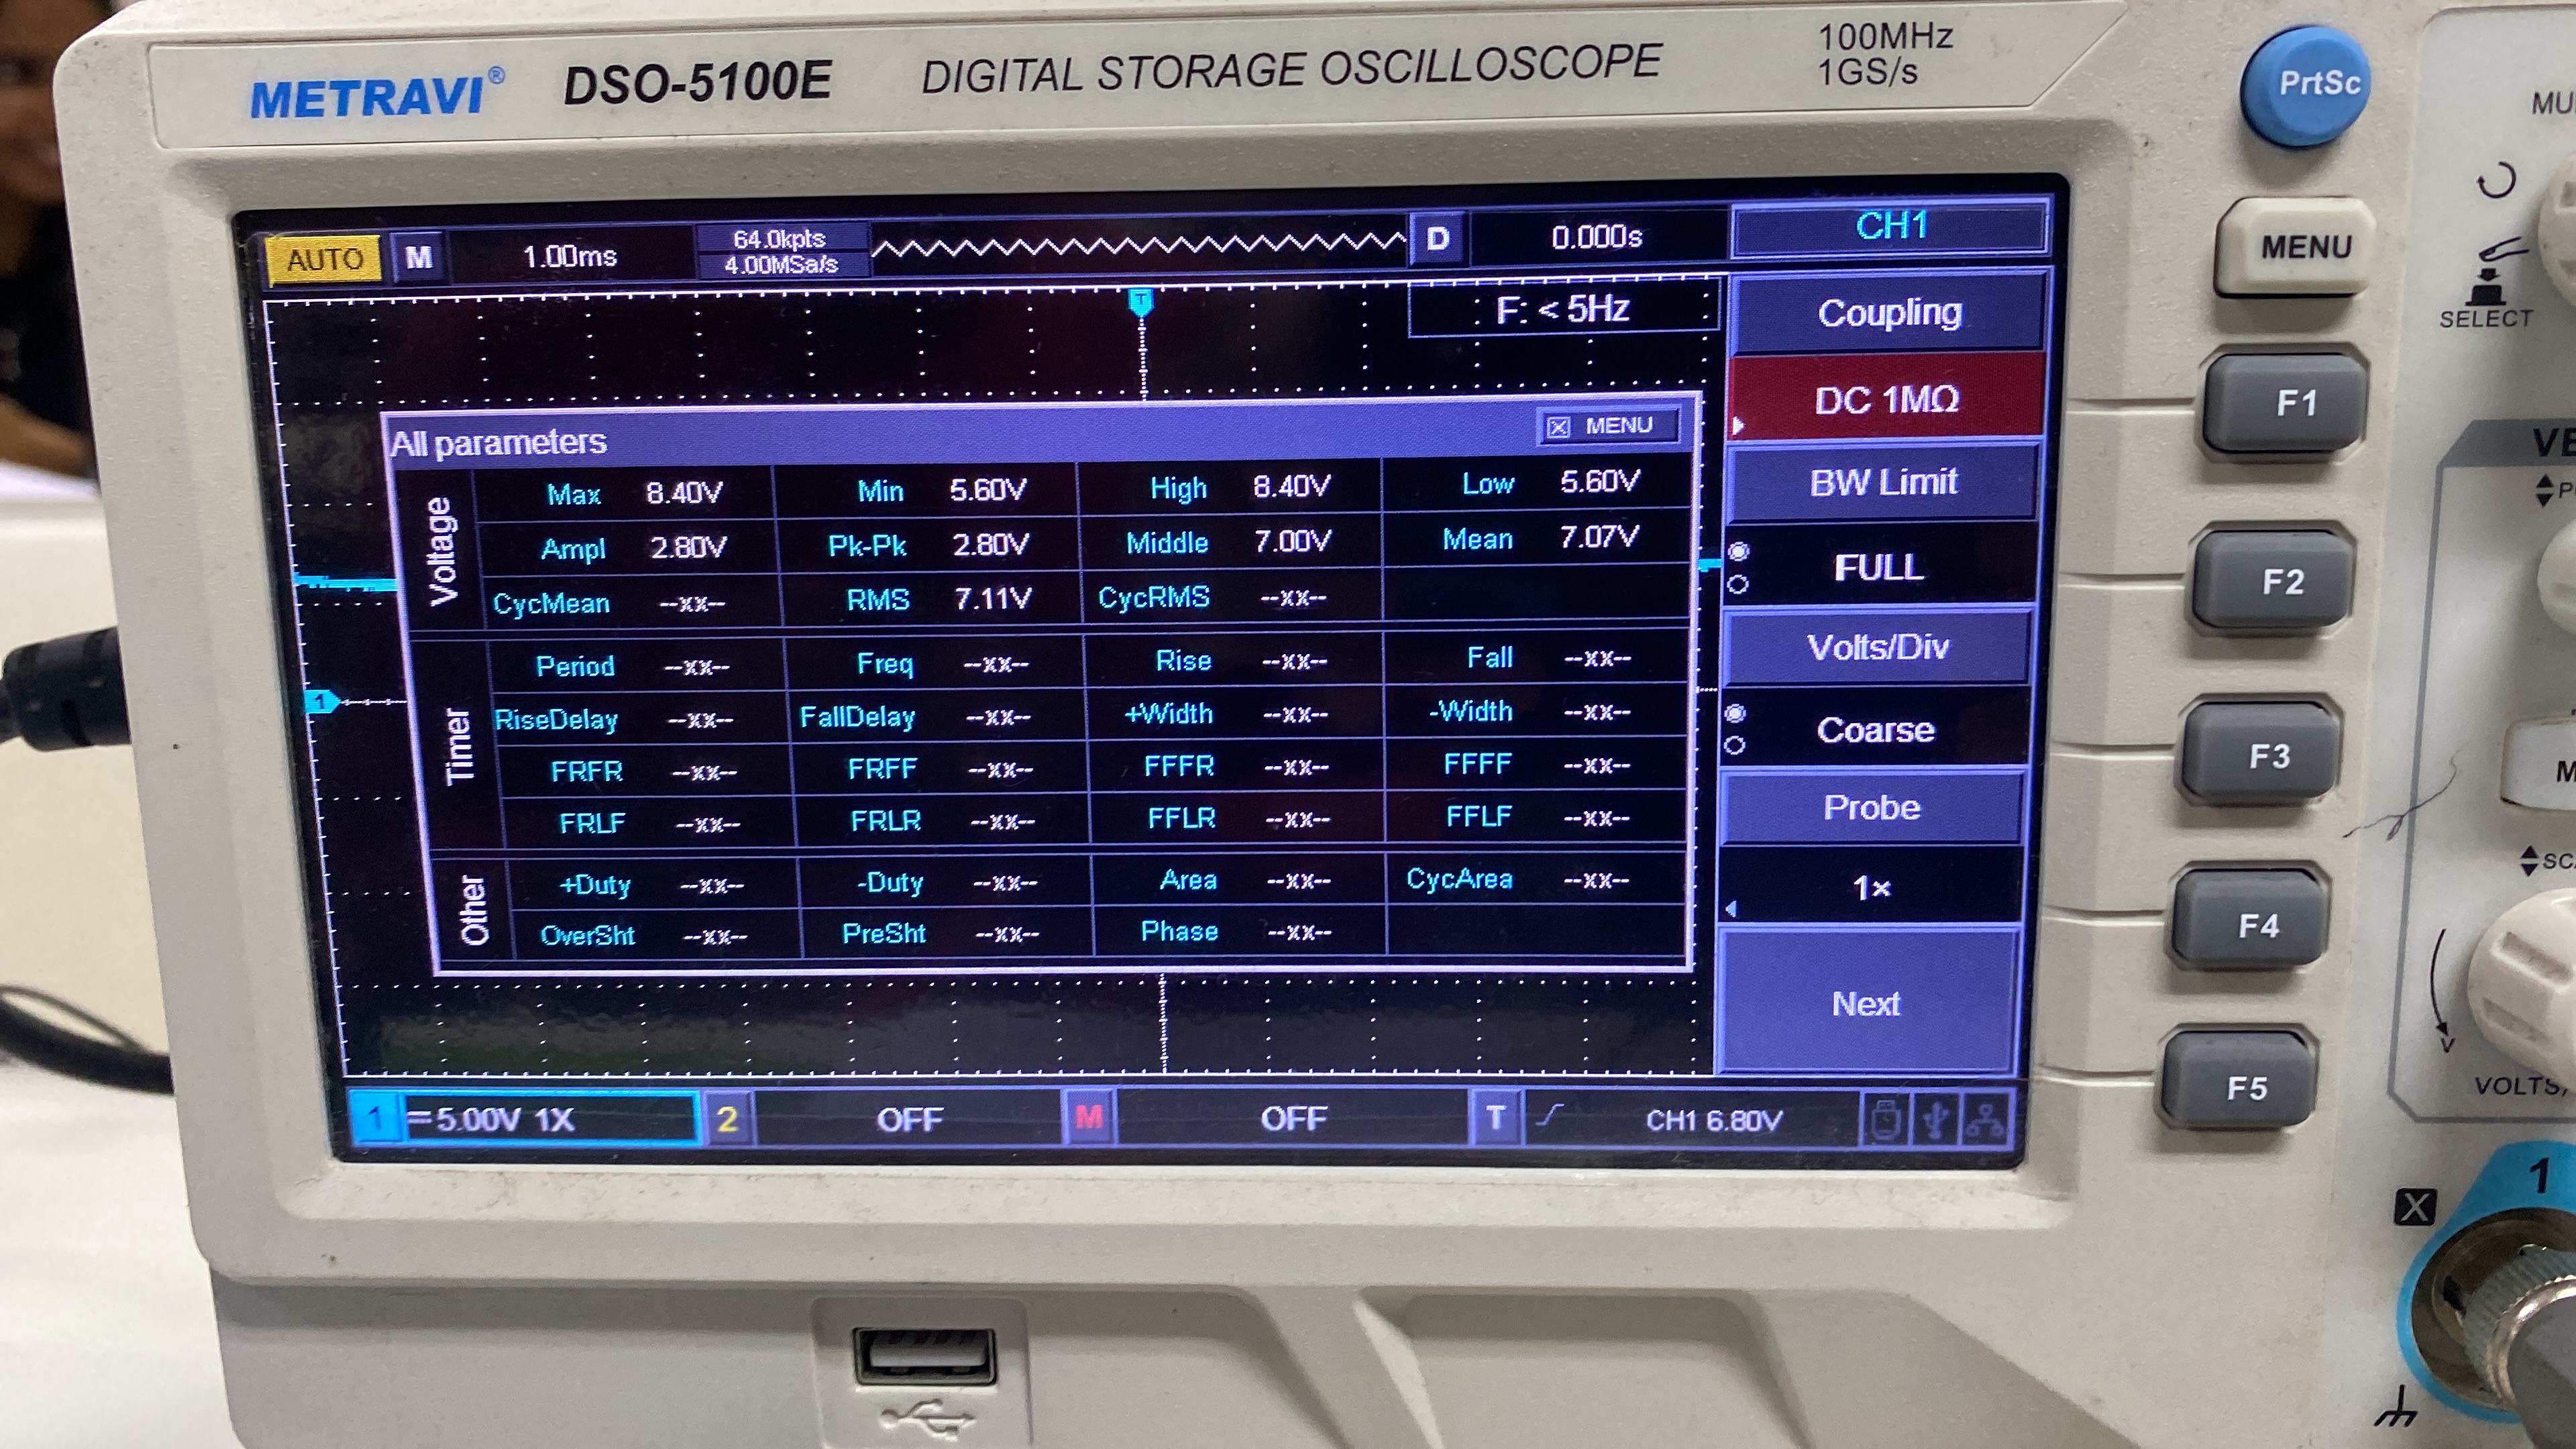 METRAVI® DSO-5100E DIGITAL STORAGE OSCILLOSCOPE 100MHz
1GS/s
PrtSc
AUTO M 1.00ms 64.0kpts
4.00MSa/s
D 0.000s CH1
MENU
SELECT
T
F: < 5Hz
Coupling
DC 1MΩ
F1
All parameters MENU
Voltage
Max 8.40V Min 5.60V High 8.40V Low 5.60V
Ampl 2.80V Pk-Pk 2.80V Middle 7.00V Mean 7.07V
CycMean --xx-- RMS 7.11V CycRMS --xx--
BW Limit
FULL
F2
Timer
Period --xx-- Freq --xx-- Rise --xx-- Fall --xx--
RiseDelay --xx-- FallDelay --xx-- +Width --xx-- -Width --xx--
FRFR --xx-- FRFF --xx-- FFFR --xx-- FFFF --xx--
FRLF --xx-- FRLR --xx-- FFLR --xx-- FFLF --xx--
1
Volts/Div
Coarse
F3
Other
+Duty --xx-- -Duty --xx-- Area --xx-- CycArea --xx--
OverSht --xx-- PreSht --xx-- Phase --xx--
Probe
1×
F4
Next
F5
1 5.00V 1X 2 OFF M OFF T CH1 6.80V
1
X